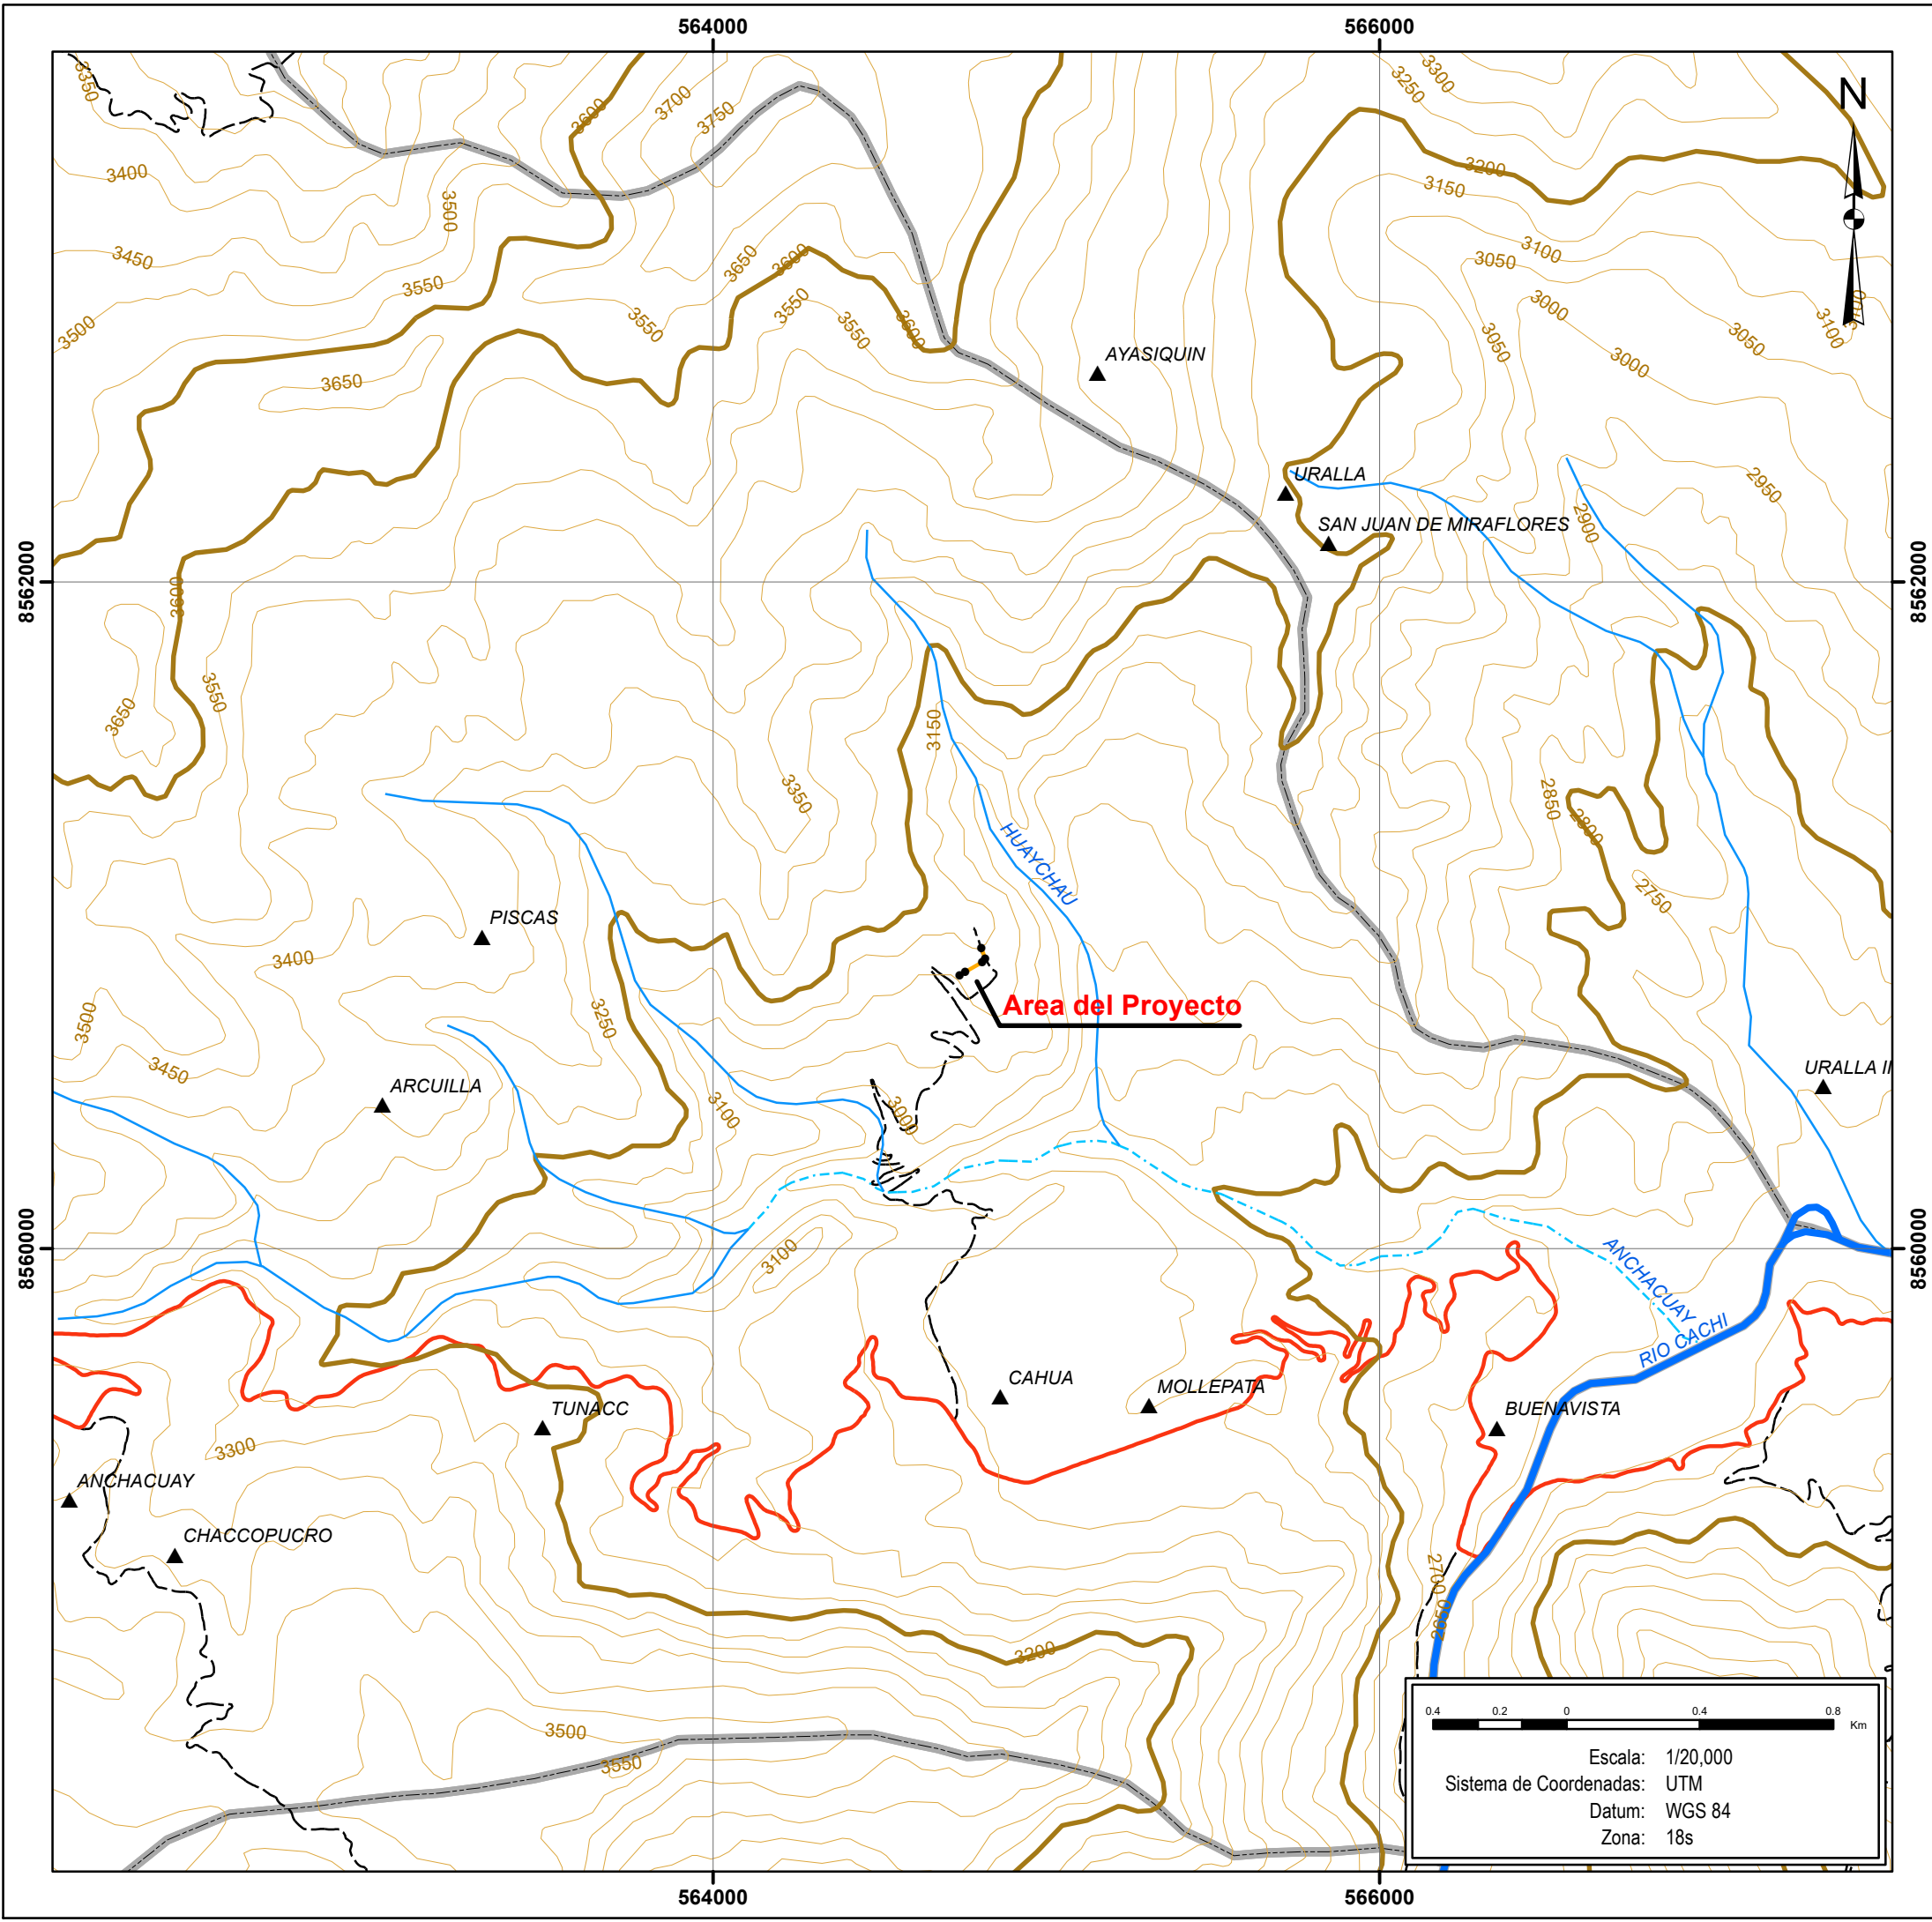 564000
566000
3350
3600
3700
3750
3250
3300
N
3400
3500
3200
3150
3450
3550
3650
3600
3100
3050
3500
3550
3550
3550
3600
3000
3050
3050
3100
3650
AYASIQUIN
3000
URALLA
2950
SAN JUAN DE MIRAFLORES
2900
8562000
8562000
3600
3550
3650
3150
3350
HUAYCHAU
2850
2800
2750
PISCAS
3400
3500
3250
Area del Proyecto
3450
ARCUILLA
URALLA II
3100
3000
8560000
8560000
3100
ANCHACUAY
RIO CACHI
CAHUA
MOLLEPATA
TUNACC
BUENAVISTA
3300
ANCHACUAY
CHACCOPUCRO
2700
2650
3200
3500
3550
0.4 0.2 0 0.4 0.8
Km
Escala: 1/20,000
Sistema de Coordenadas: UTM
Datum: WGS 84
Zona: 18s
564000
566000